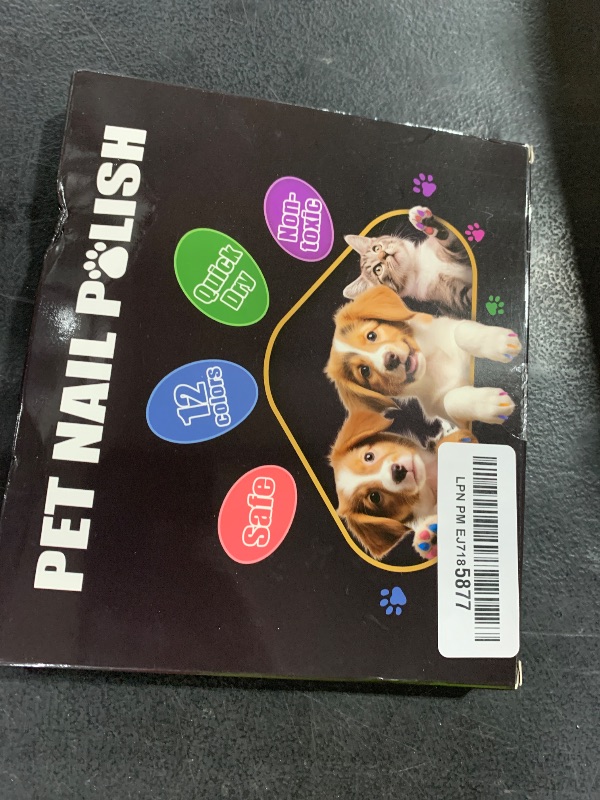 PET NAIL POLISH
Safe
12
colors
Quick
Dry
Non-
toxic
LPN PM EJ7185877